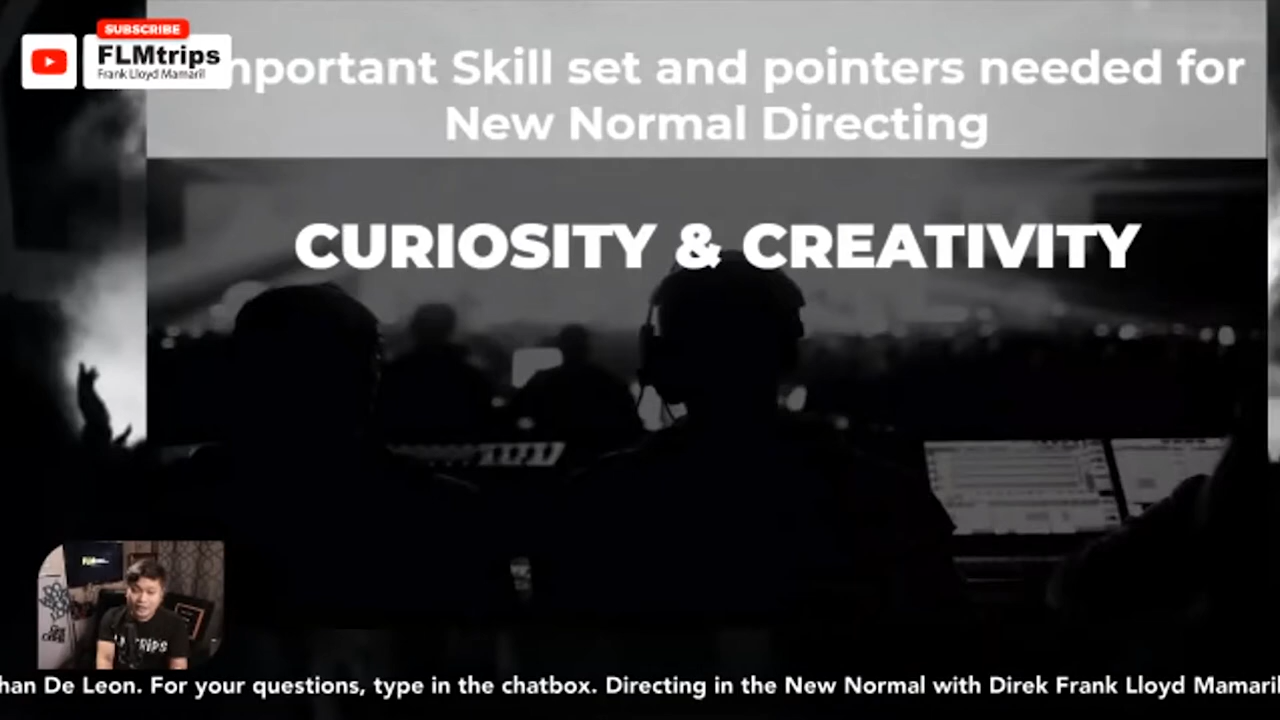 SUBSCRIBE
FLMtrips
Frank Lloyd Mamaril
mportant Skill set and pointers needed for
New Normal Directing
CURIOSITY & CREATIVITY
han De Leon. For your questions, type in the chatbox. Directing in the New Normal with Direk Frank Lloyd Mamaril